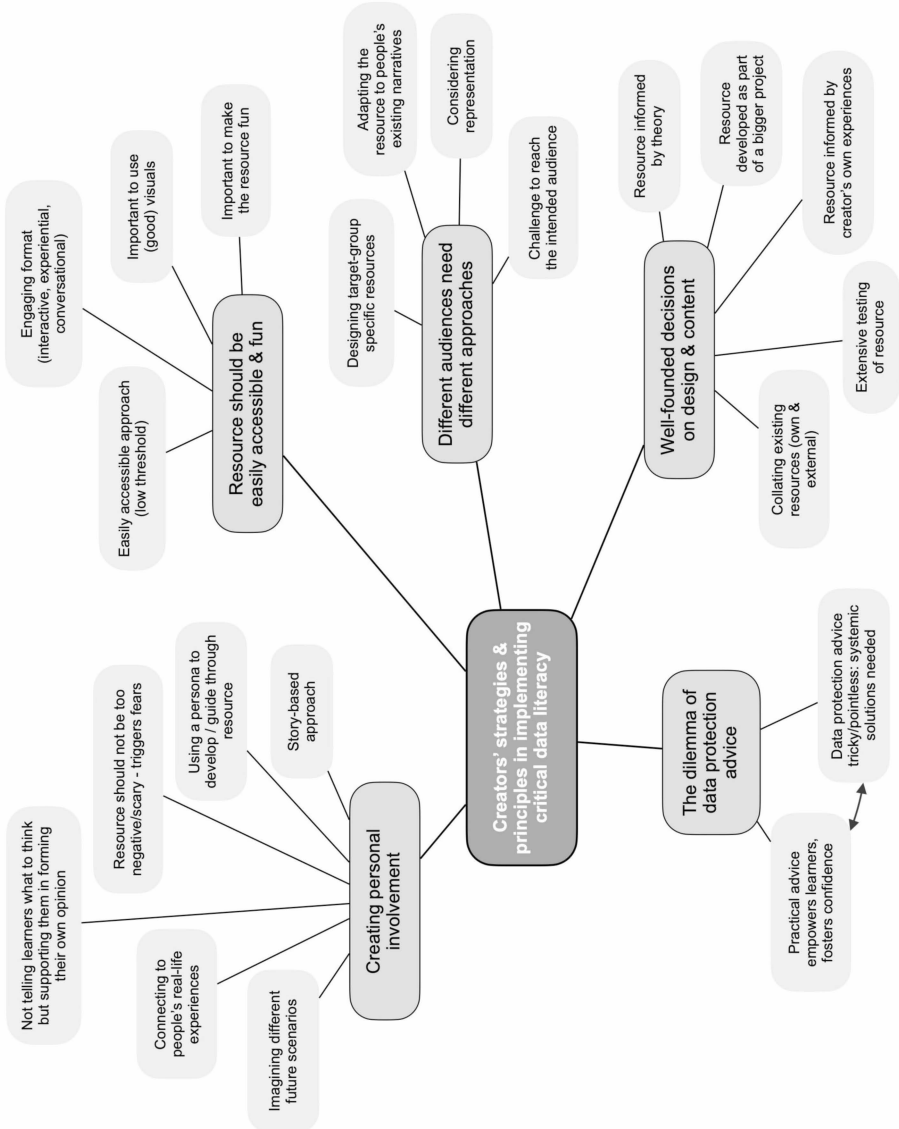 Not telling learners what to think
but supporting them in forming
their own opinion
Resource should not be too
negative/scary - triggers fears
Connecting to
people's real-life
experiences
Using a persona to
develop / guide through
resource
Imagining different
future scenarios
Story-based
approach
Creating personal
involvement
Engaging format
(interactive, experiential,
conversational)
Easily accessible approach
(low threshold)
Important to use
(good) visuals
Important to make
the resource fun
Resource should be
easily accessible & fun
Designing target-group
specific resources
Adapting the
resource to people's
existing narratives
Considering
representation
Challenge to reach
the intended audience
Different audiences need
different approaches
Creators' strategies &
principles in implementing
critical data literacy
Resource informed
by theory
Resource
developed as part
of a bigger project
Well-founded decisions
on design & content
Resource informed by
creator's own experiences
Collating existing
resources (own &
external)
Extensive testing
of resource
The dilemma of
data protection
advice
Practical advice
empowers learners,
fosters confidence
Data protection advice
tricky/pointless: systemic
solutions needed